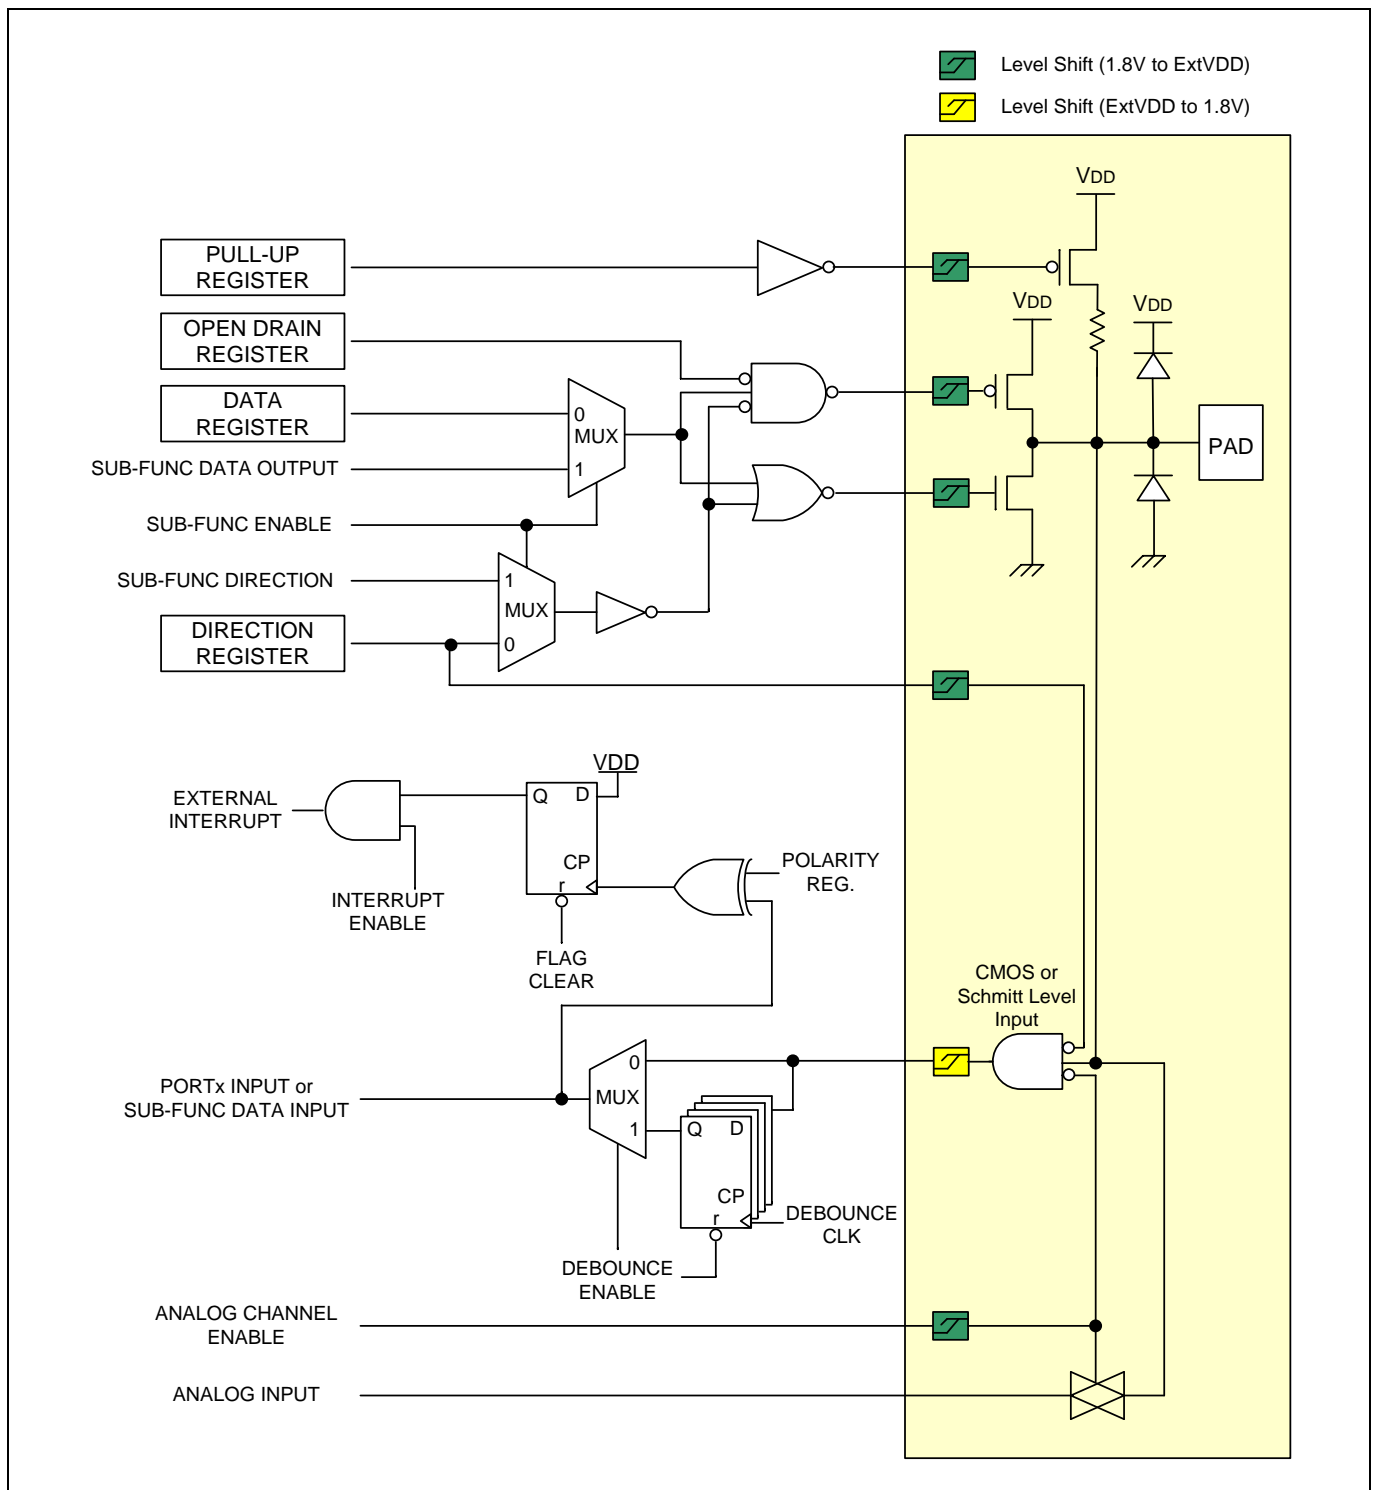 Level Shift (1.8V to ExtVDD)
Level Shift (ExtVDD to 1.8V)
VDD
PULL-UP
REGISTER
VDD
VDD
OPEN DRAIN
REGISTER
DATA
REGISTER
0
MUX
1
PAD
SUB-FUNC DATA OUTPUT
SUB-FUNC ENABLE
SUB-FUNC DIRECTION
1
MUX
0
DIRECTION
REGISTER
VDD
EXTERNAL
INTERRUPT
Q
D
CP
r
POLARITY
REG.
INTERRUPT
ENABLE
FLAG
CLEAR
CMOS or
Schmitt Level
Input
0
MUX
1
PORTx INPUT or
SUB-FUNC DATA INPUT
Q
D
CP
r
DEBOUNCE
CLK
DEBOUNCE
ENABLE
ANALOG CHANNEL
ENABLE
ANALOG INPUT